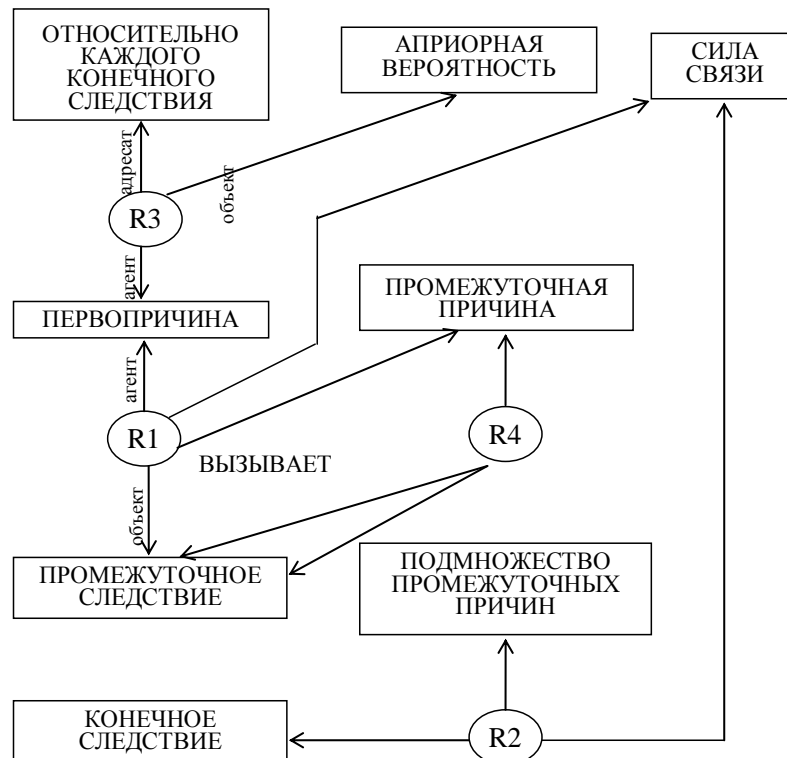 ОТНОСИТЕЛЬНО
КАЖДОГО
КОНЕЧНОГО
СЛЕДСТВИЯ
АПРИОРНАЯ
ВЕРОЯТНОСТЬ
СИЛА
СВЯЗИ
адресат
объект
R3
агент
ПЕРВОПРИЧИНА
ПРОМЕЖУТОЧНАЯ
ПРИЧИНА
агент
R1
R4
ВЫЗЫВАЕТ
объект
ПРОМЕЖУТОЧНОЕ
СЛЕДСТВИЕ
ПОДМНОЖЕСТВО
ПРОМЕЖУТОЧНЫХ
ПРИЧИН
КОНЕЧНОЕ
СЛЕДСТВИЕ
R2